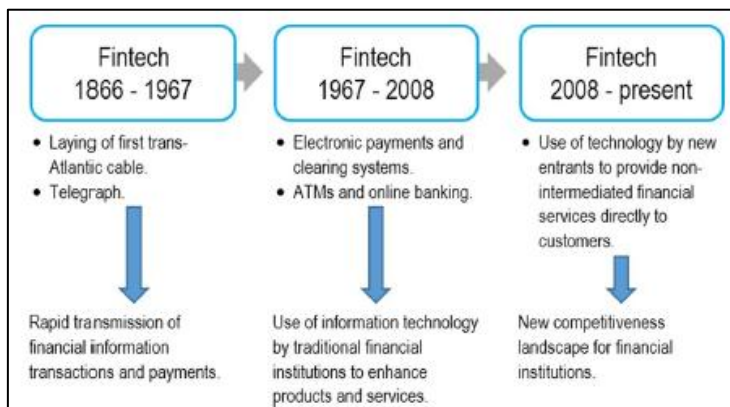 Fintech
1866 - 1967
Fintech
1967 - 2008
Fintech
2008 - present
• Laying of first trans-
Atlantic cable.
• Telegraph.
• Electronic payments and
clearing systems.
• ATMs and online banking.
• Use of technology by new
entrants to provide non-
intermediated financial
services directly to
customers.
Rapid transmission of
financial information
transactions and payments.
Use of information technology
by traditional financial
institutions to enhance
products and services.
New competitiveness
landscape for financial
institutions.